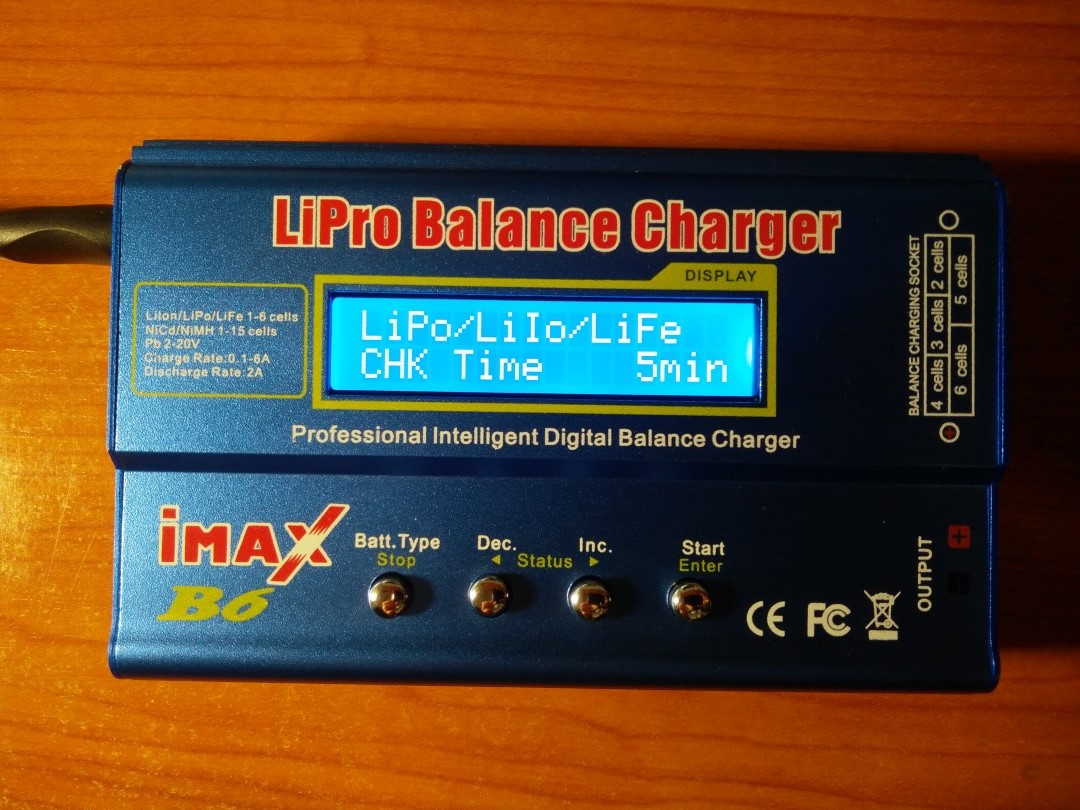 LiPro Balance Charger
DISPLAY
LiIon/LiPo/LiFe 1-6 cells
NiCd/NiMH 1-15 cells
Pb 2-20V
Charge Rate:0.1-6A
Discharge Rate:2A
LiPo/LiIo/LiFe
CHK Time 5min
BALANCE CHARGING SOCKET
4 cells 3 cells 2 cells
6 cells 5 cells
Professional Intelligent Digital Balance Charger
iMAX
B6
Batt.Type
Stop
Dec.
Inc.
◄ Status ►
Start
Enter
CE FC
OUTPUT
+
-